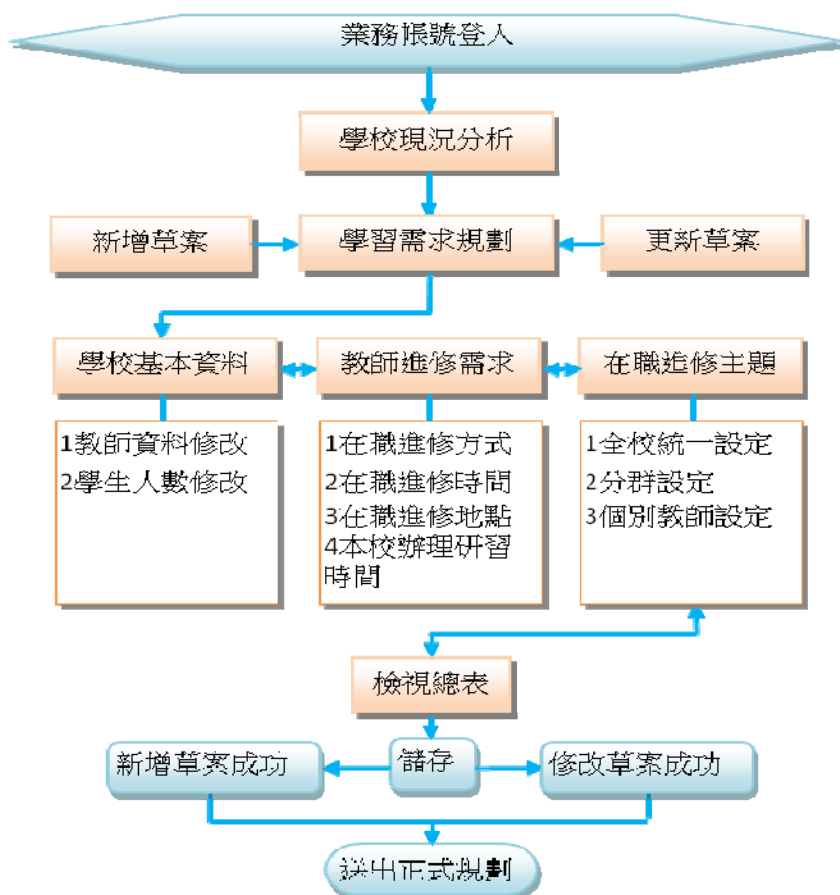 業務帳號登入
學校現況分析
新增草案
學習需求規劃
更新草案
學校基本資料
教師進修需求
在職進修主題
1教師資料修改
2學生人數修改
1在職進修方式
2在職進修時間
3在職進修地點
4本校辦理研習
時間
1全校統一設定
2分群設定
3個別教師設定
檢視總表
新增草案成功
儲存
修改草案成功
送出正式規劃